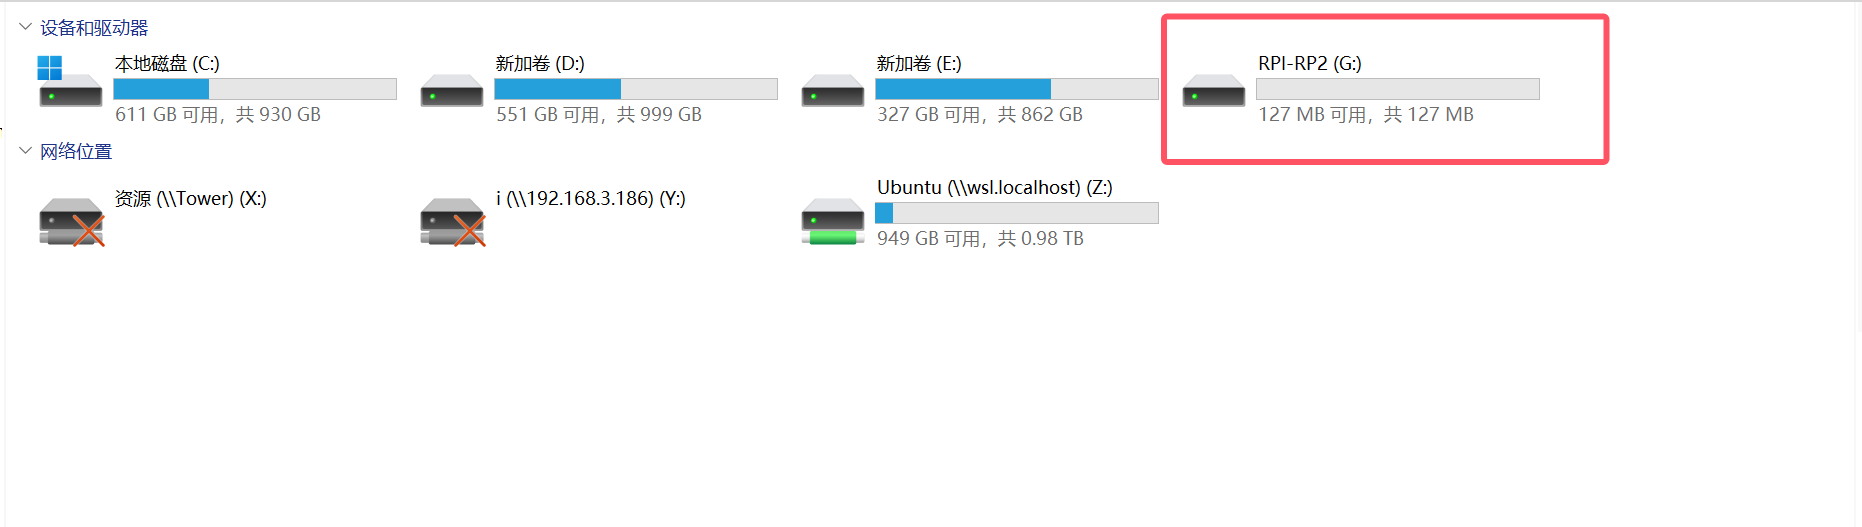 设备和驱动器
本地磁盘 (C:)
611 GB 可用，共 930 GB
新加卷 (D:)
551 GB 可用，共 999 GB
新加卷 (E:)
327 GB 可用，共 862 GB
RPI-RP2 (G:)
127 MB 可用，共 127 MB
网络位置
资源 (\\Tower) (X:)
i (\\192.168.3.186) (Y:)
Ubuntu (\\wsl.localhost) (Z:)
949 GB 可用，共 0.98 TB